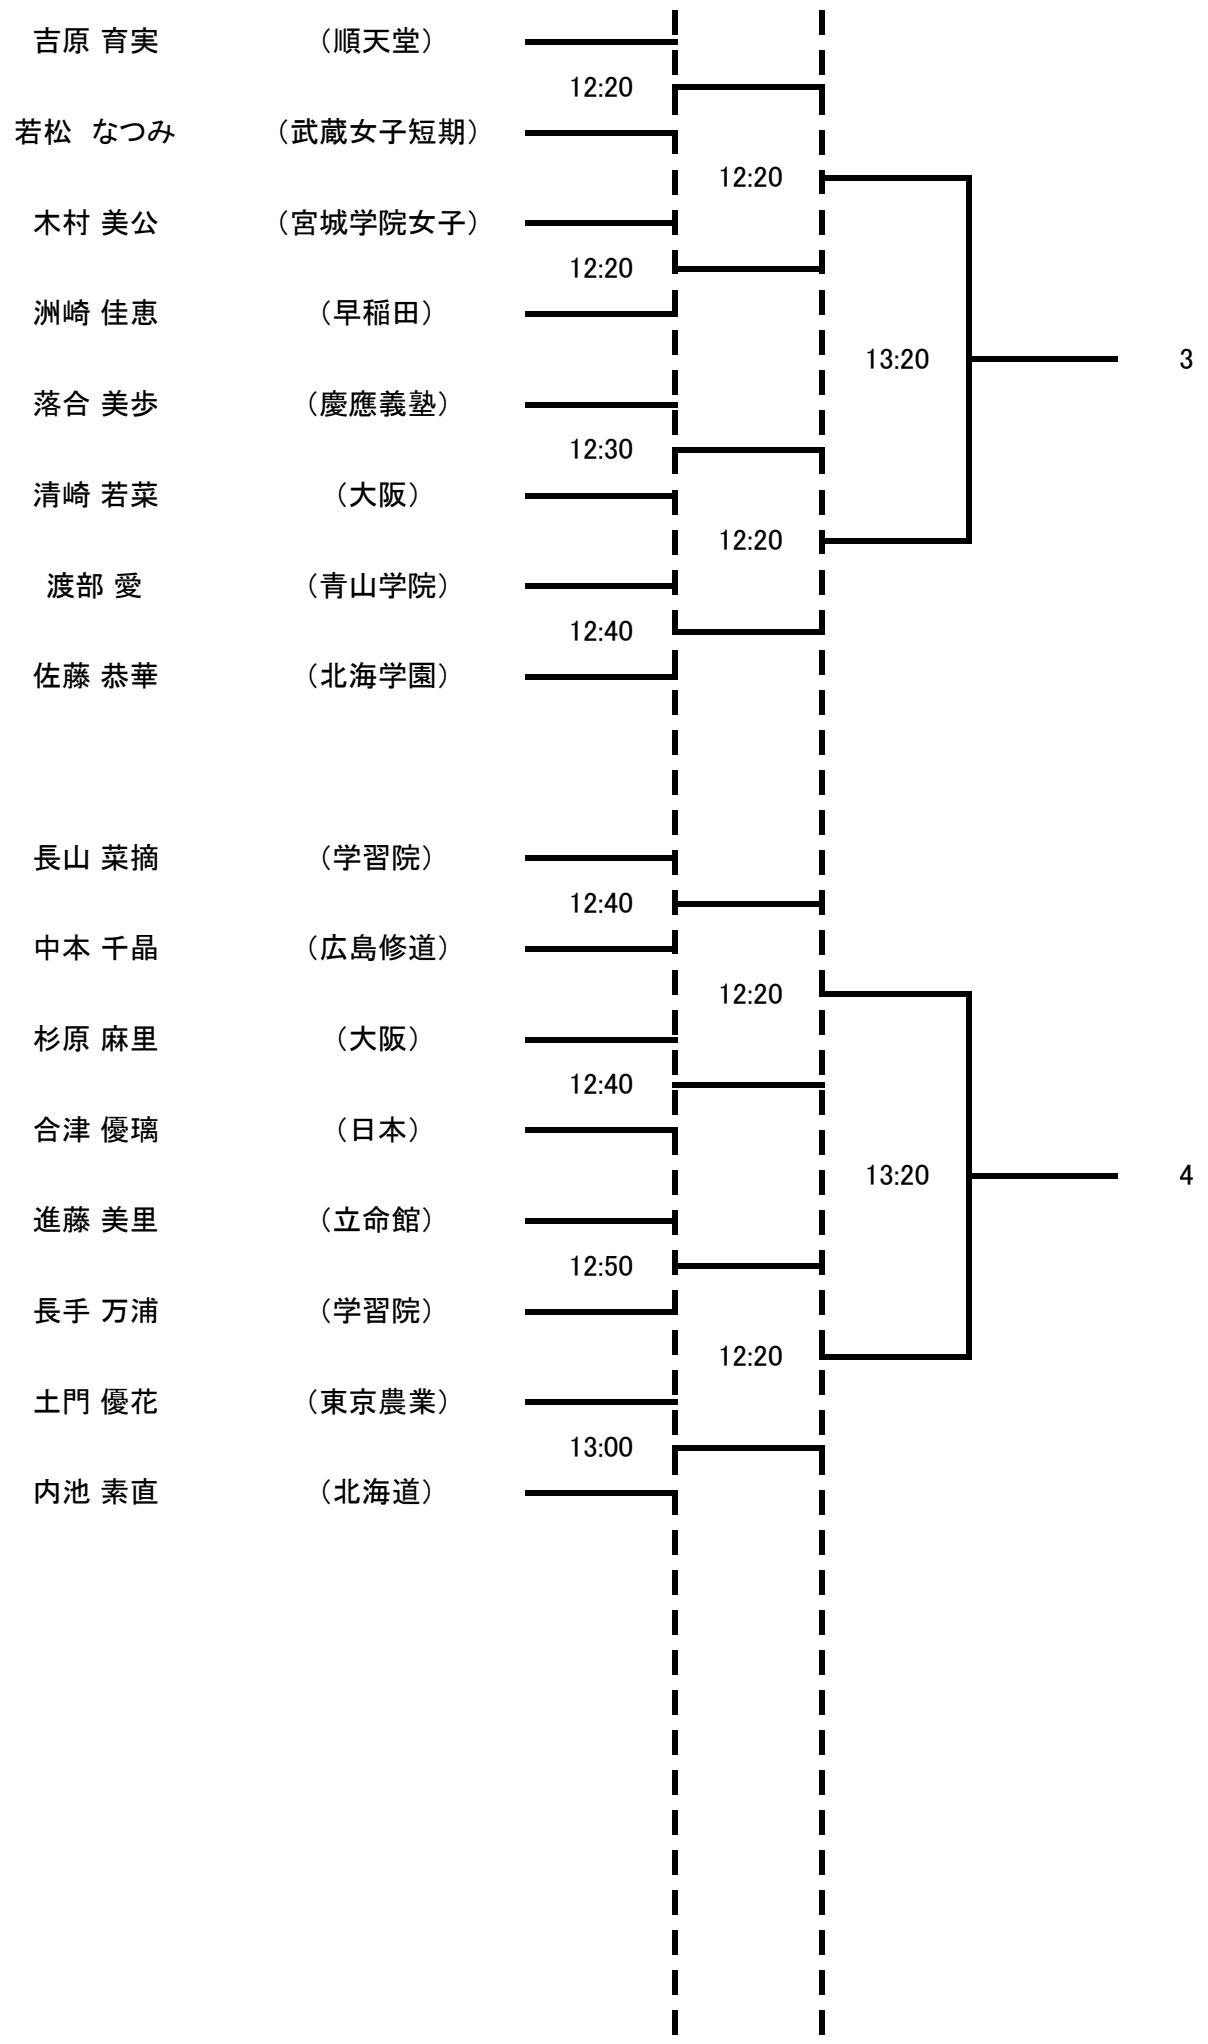 吉原 育実 （順天堂）
12:20
若松 なつみ （武蔵女子短期）
12:20
木村 美公 （宮城学院女子）
12:20
洲崎 佳恵 （早稲田）
13:20 3
落合 美歩 （慶應義塾）
12:30
清崎 若菜 （大阪）
12:20
渡部 愛 （青山学院）
12:40
佐藤 恭華 （北海学園）
長山 菜摘 （学習院）
12:40
中本 千晶 （広島修道）
12:20
杉原 麻里 （大阪）
12:40
合津 優璃 （日本）
13:20 4
進藤 美里 （立命館）
12:50
長手 万浦 （学習院）
12:20
土門 優花 （東京農業）
13:00
内池 素直 （北海道）